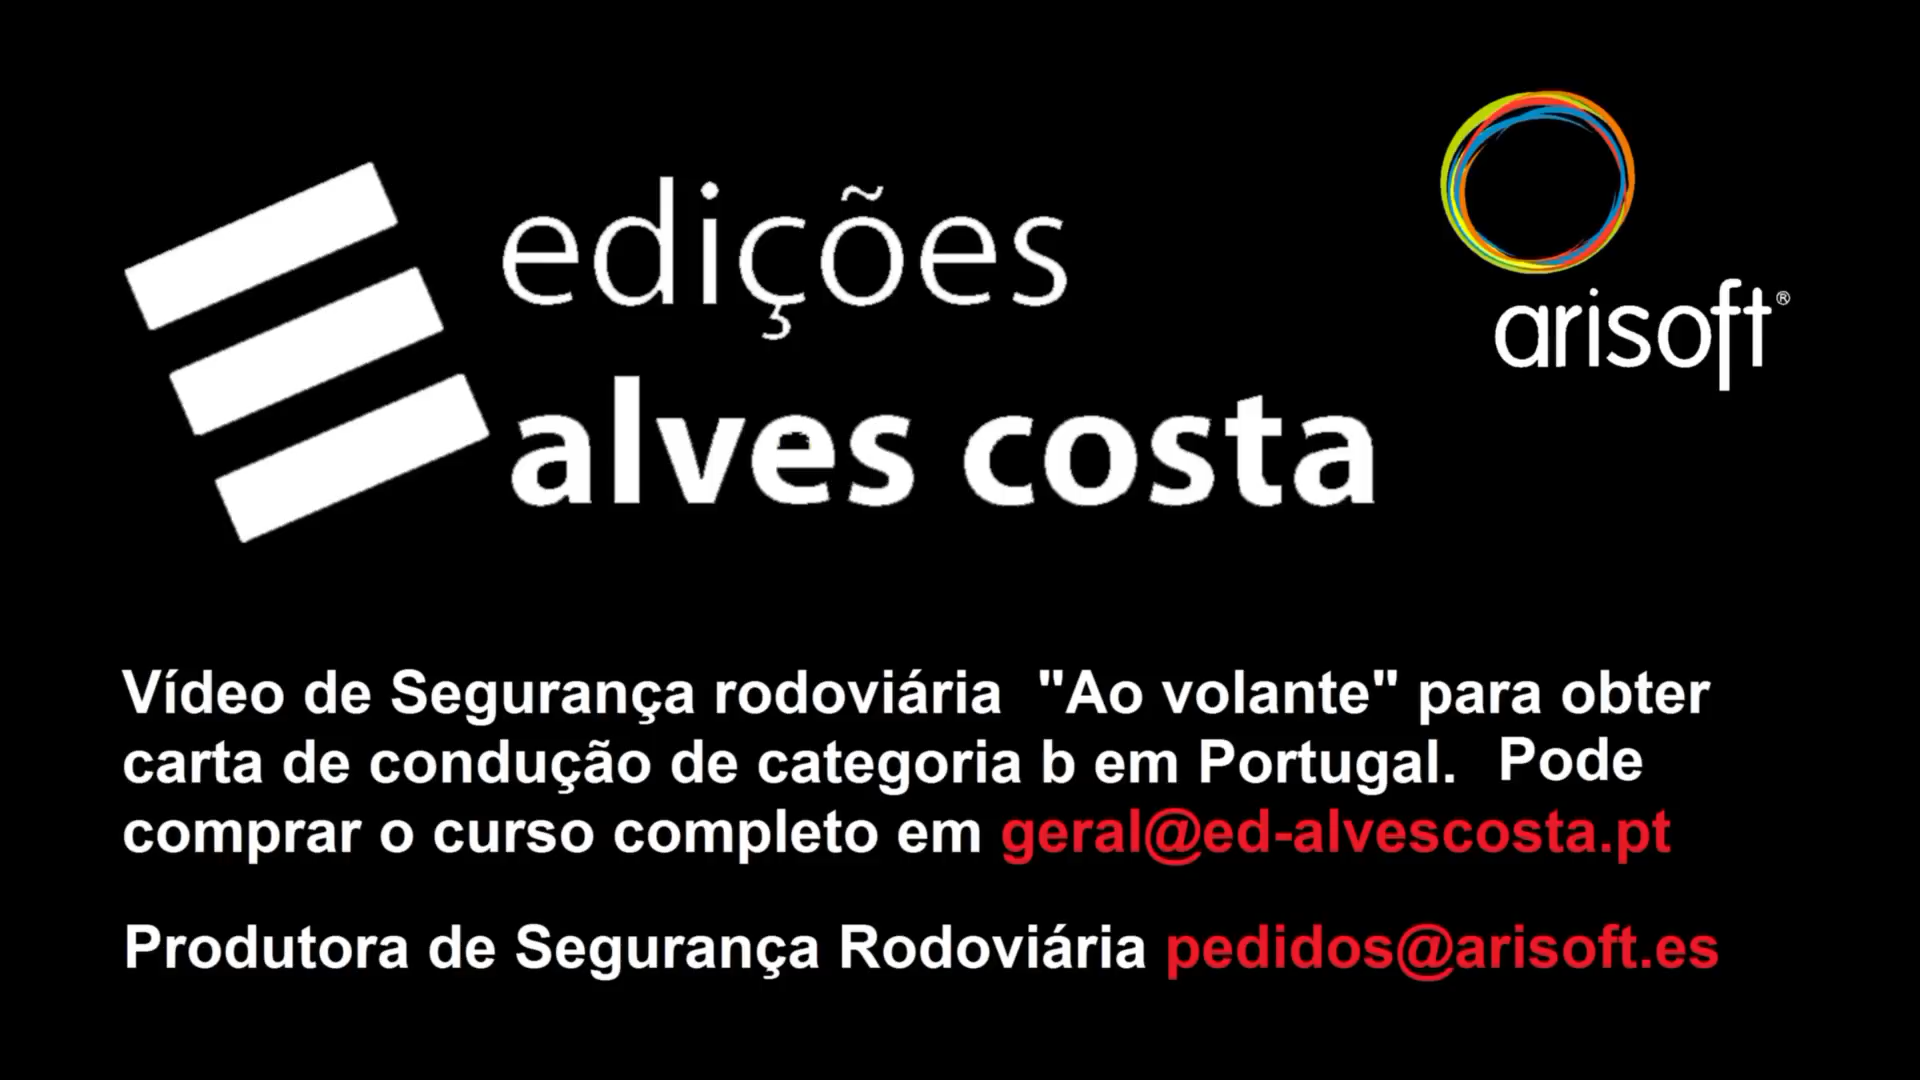 edições
alves costa
arisoft®
Vídeo de Segurança rodoviária "Ao volante" para obter
carta de condução de categoria b em Portugal. Pode
comprar o curso completo em geral@ed-alvescosta.pt
Produtora de Segurança Rodoviária pedidos@arisoft.es